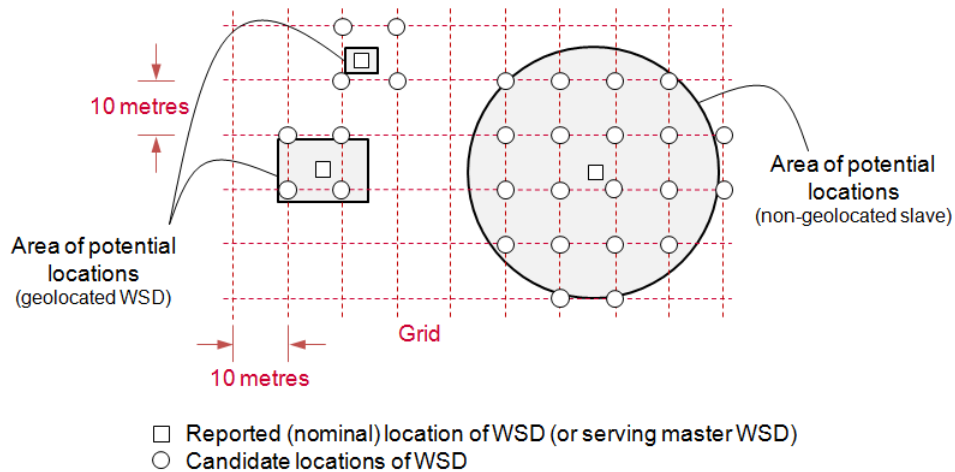 10 metres
Area of potential
locations
(non-geolocated slave)
Area of potential
locations
(geolocated WSD)
Grid
10 metres
Reported (nominal) location of WSD (or serving master WSD)
Candidate locations of WSD